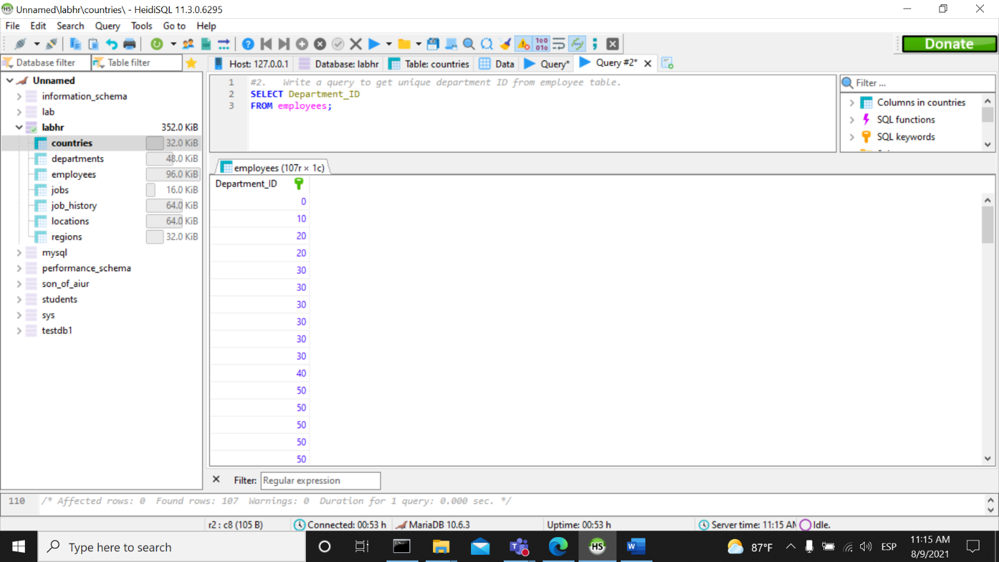 Unnamed\labhr\countries\ - HeidiSQL 11.3.0.6295
File Edit Search Query Tools Go to Help
Donate
Database filter Table filter Host: 127.0.0.1 Database: labhr Table: countries Data Query* Query #2*
Unnamed
information_schema
lab
labhr 352.0 KiB
countries 32.0 KiB
departments 48.0 KiB
employees 96.0 KiB
jobs 16.0 KiB
job_history 64.0 KiB
locations 64.0 KiB
regions 32.0 KiB
mysql
performance_schema
son_of_aiur
students
sys
testdb1
1 #2. Write a query to get unique department ID from employee table.
2 SELECT Department_ID
3 FROM employees;
Filter ...
Columns in countries
SQL functions
SQL keywords
employees (107r × 1c)
Department_ID
0
10
20
20
30
30
30
30
30
30
40
50
50
50
50
50
Filter: Regular expression
110 /* Affected rows: 0 Found rows: 107 Warnings: 0 Duration for 1 query: 0.000 sec. */
r2 : c8 (105 B) Connected: 00:53 h MariaDB 10.6.3 Uptime: 00:53 h Server time: 11:15 AM Idle.
Type here to search
87°F ESP 11:15 AM
8/9/2021